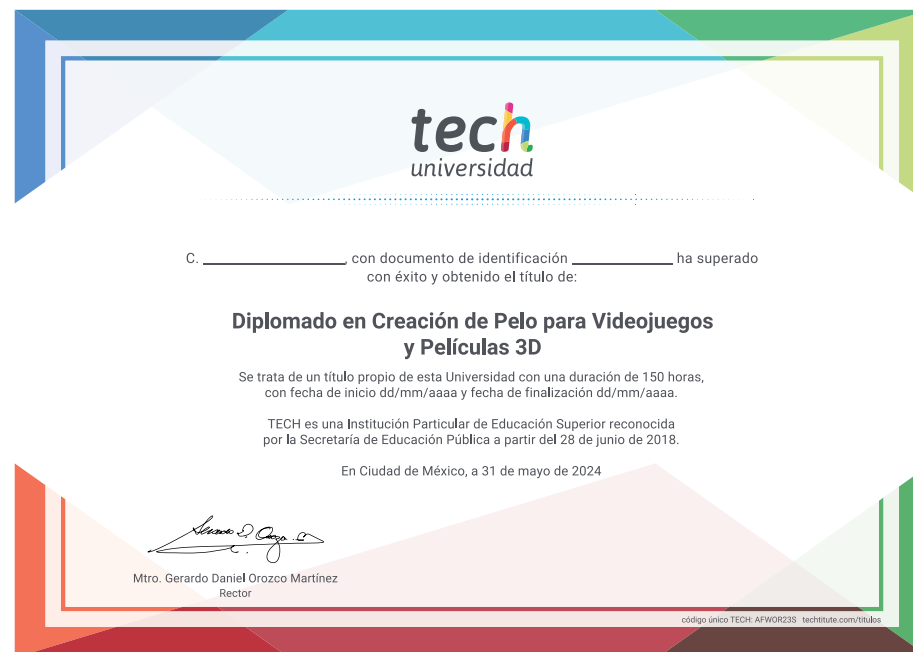 tech
universidad
C. ____________, con documento de identificación ____________ ha superado
con éxito y obtenido el título de:
Diplomado en Creación de Pelo para Videojuegos
y Películas 3D
Se trata de un título propio de esta Universidad con una duración de 150 horas,
con fecha de inicio dd/mm/aaaa y fecha de finalización dd/mm/aaaa.
TECH es una Institución Particular de Educación Superior reconocida
por la Secretaría de Educación Pública a partir del 28 de junio de 2018.
En Ciudad de México, a 31 de mayo de 2024
Mtro. Gerardo Daniel Orozco Martínez
Rector
código único TECH: AFWOR23S techtitute.com/titulos